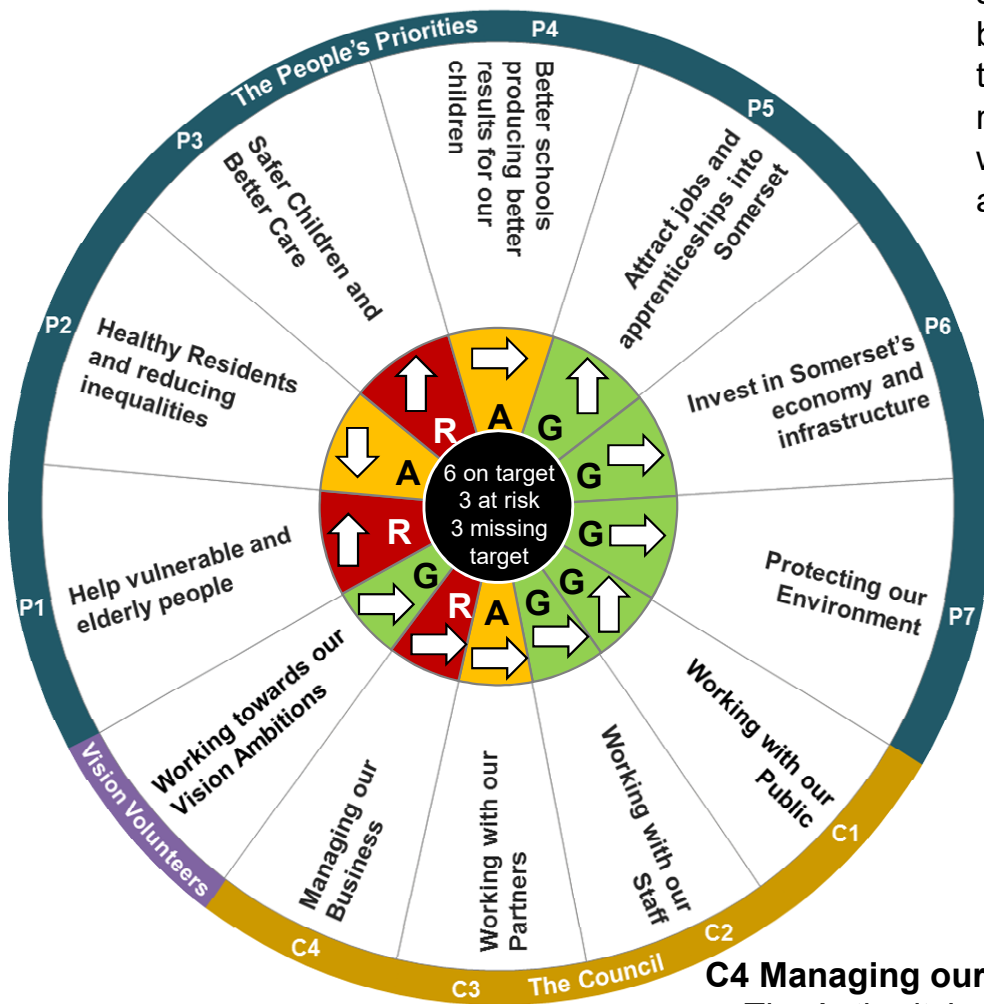 The People's Priorities
P4
P5
P6
P7
P3
P2
P1
Better schools
producing better
results for our
children
Attract jobs and
apprenticeships into
Somerset
Invest in Somerset's
economy and
infrastructure
Protecting our
Environment
Working with our
Public
C1
Working with our
Staff
C2
Working with our
Partners
C3
The Council
Managing our
Business
C4
Working towards our
Vision Ambitions
Vision Volunteers
Help vulnerable and
elderly people
Healthy Residents
and reducing
inequalities
Safer Children and
Better Care
A
G
G
G
G
G
A
R
G
R
A
R
6 on target
3 at risk
3 missing
target
C4 Managing our